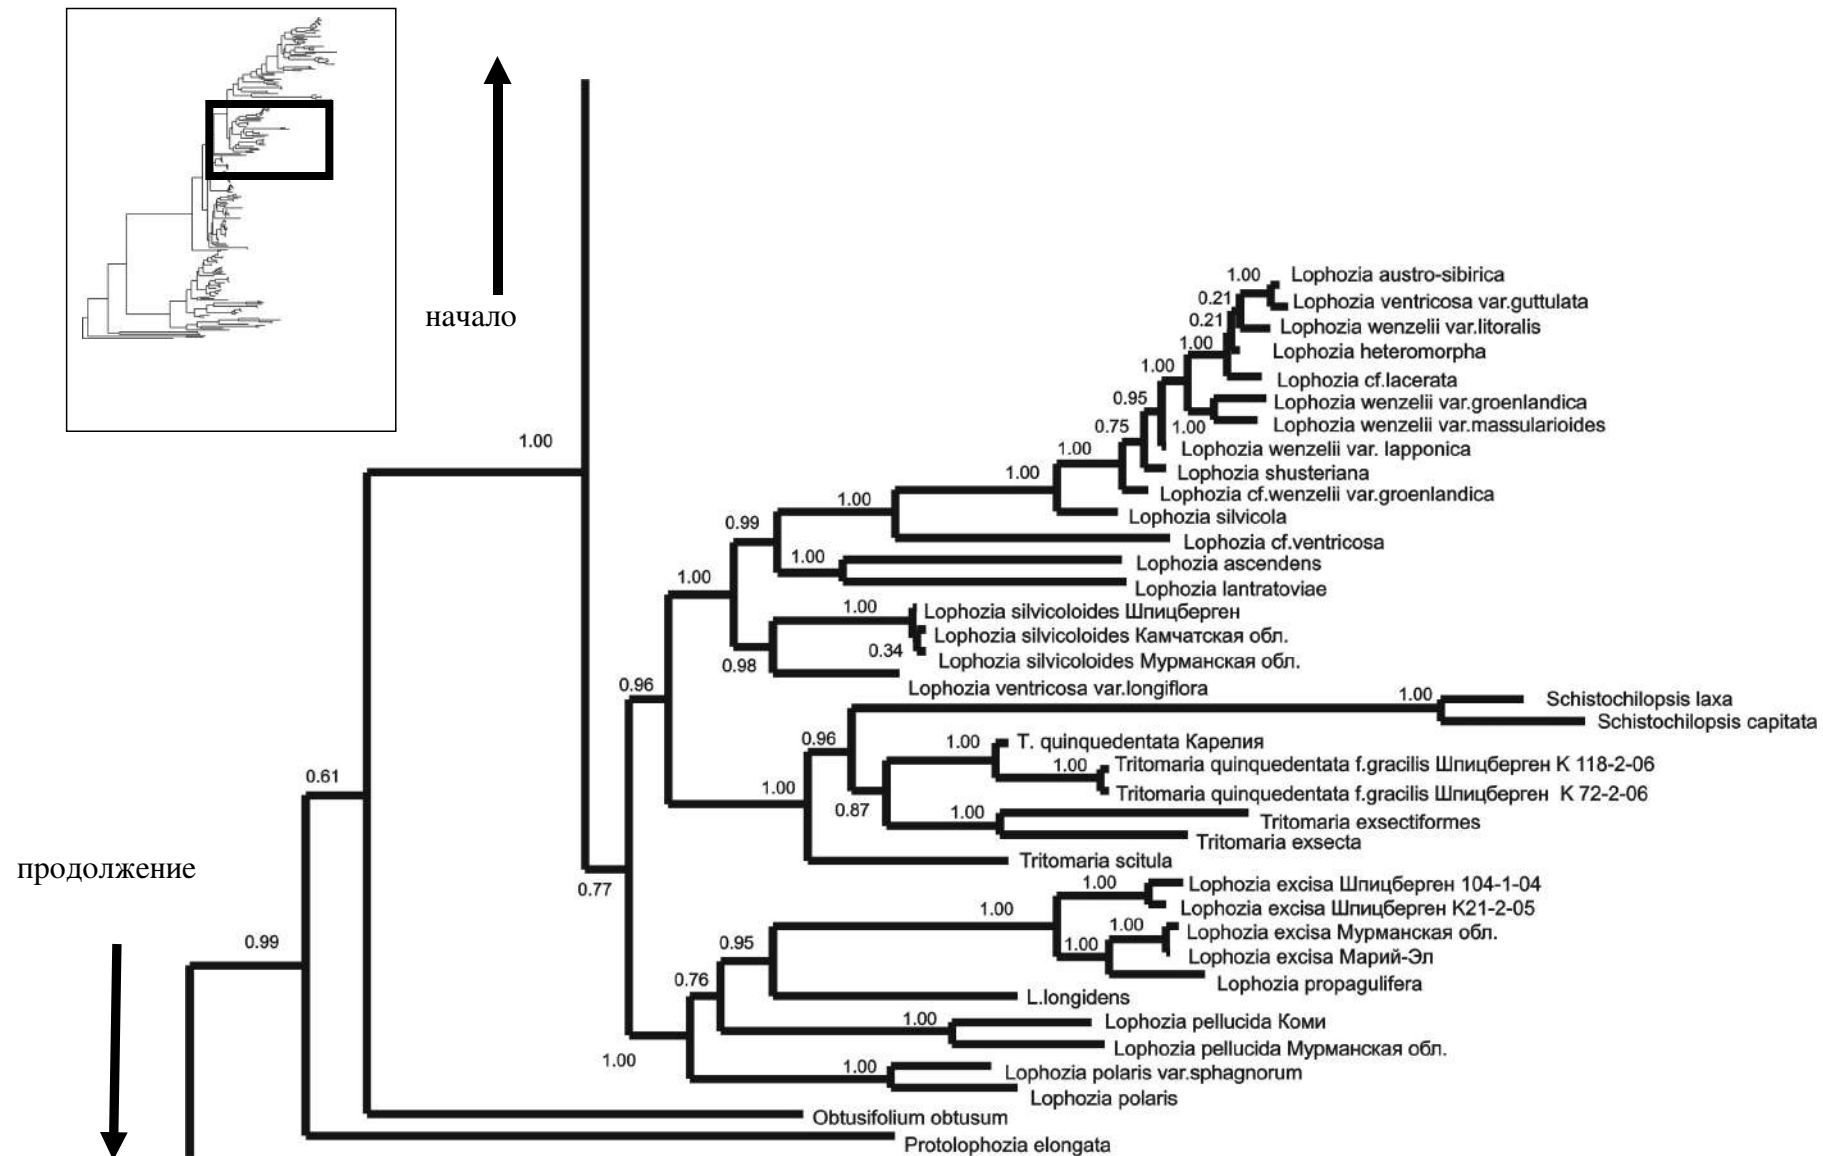 начало
1.00
Lophozia austro-sibirica
0.21
Lophozia ventricosa var.guttulata
0.21
Lophozia wenzelii var.litoralis
1.00
Lophozia heteromorpha
1.00
Lophozia cf.lacerata
0.95
Lophozia wenzelii var.groenlandica
0.75
1.00
Lophozia wenzelii var.massularioides
1.00
1.00
Lophozia wenzelii var. lapponica
1.00
Lophozia shusteriana
1.00
Lophozia cf.wenzelii var.groenlandica
0.99
Lophozia silvicola
Lophozia cf.ventricosa
1.00
Lophozia ascendens
1.00
Lophozia lantratoviae
1.00
Lophozia silvicoloides Шпицберген
Lophozia silvicoloides Камчатская обл.
0.34
0.98
Lophozia silvicoloides Мурманская обл.
0.96
Lophozia ventricosa var.longiflora
1.00
Schistochilopsis laxa
Schistochilopsis capitata
0.96
1.00
T. quinquedentata Карелия
1.00
Tritomaria quinquedentata f.gracilis Шпицберген K 118-2-06
0.61
1.00
Tritomaria quinquedentata f.gracilis Шпицберген K 72-2-06
0.87
1.00
Tritomaria exsectiformes
Tritomaria exsecta
Tritomaria scitula
продолжение
0.77
1.00
Lophozia excisa Шпицберген 104-1-04
1.00
Lophozia excisa Шпицберген K21-2-05
1.00
Lophozia excisa Мурманская обл.
0.99
0.95
1.00
Lophozia excisa Марий-Эл
0.76
Lophozia propagulifera
L.longidens
1.00
Lophozia pellucida Коми
Lophozia pellucida Мурманская обл.
1.00
1.00
Lophozia polaris var.sphagnorum
Lophozia polaris
Obtusifolium obtusum
Protolophozia elongata